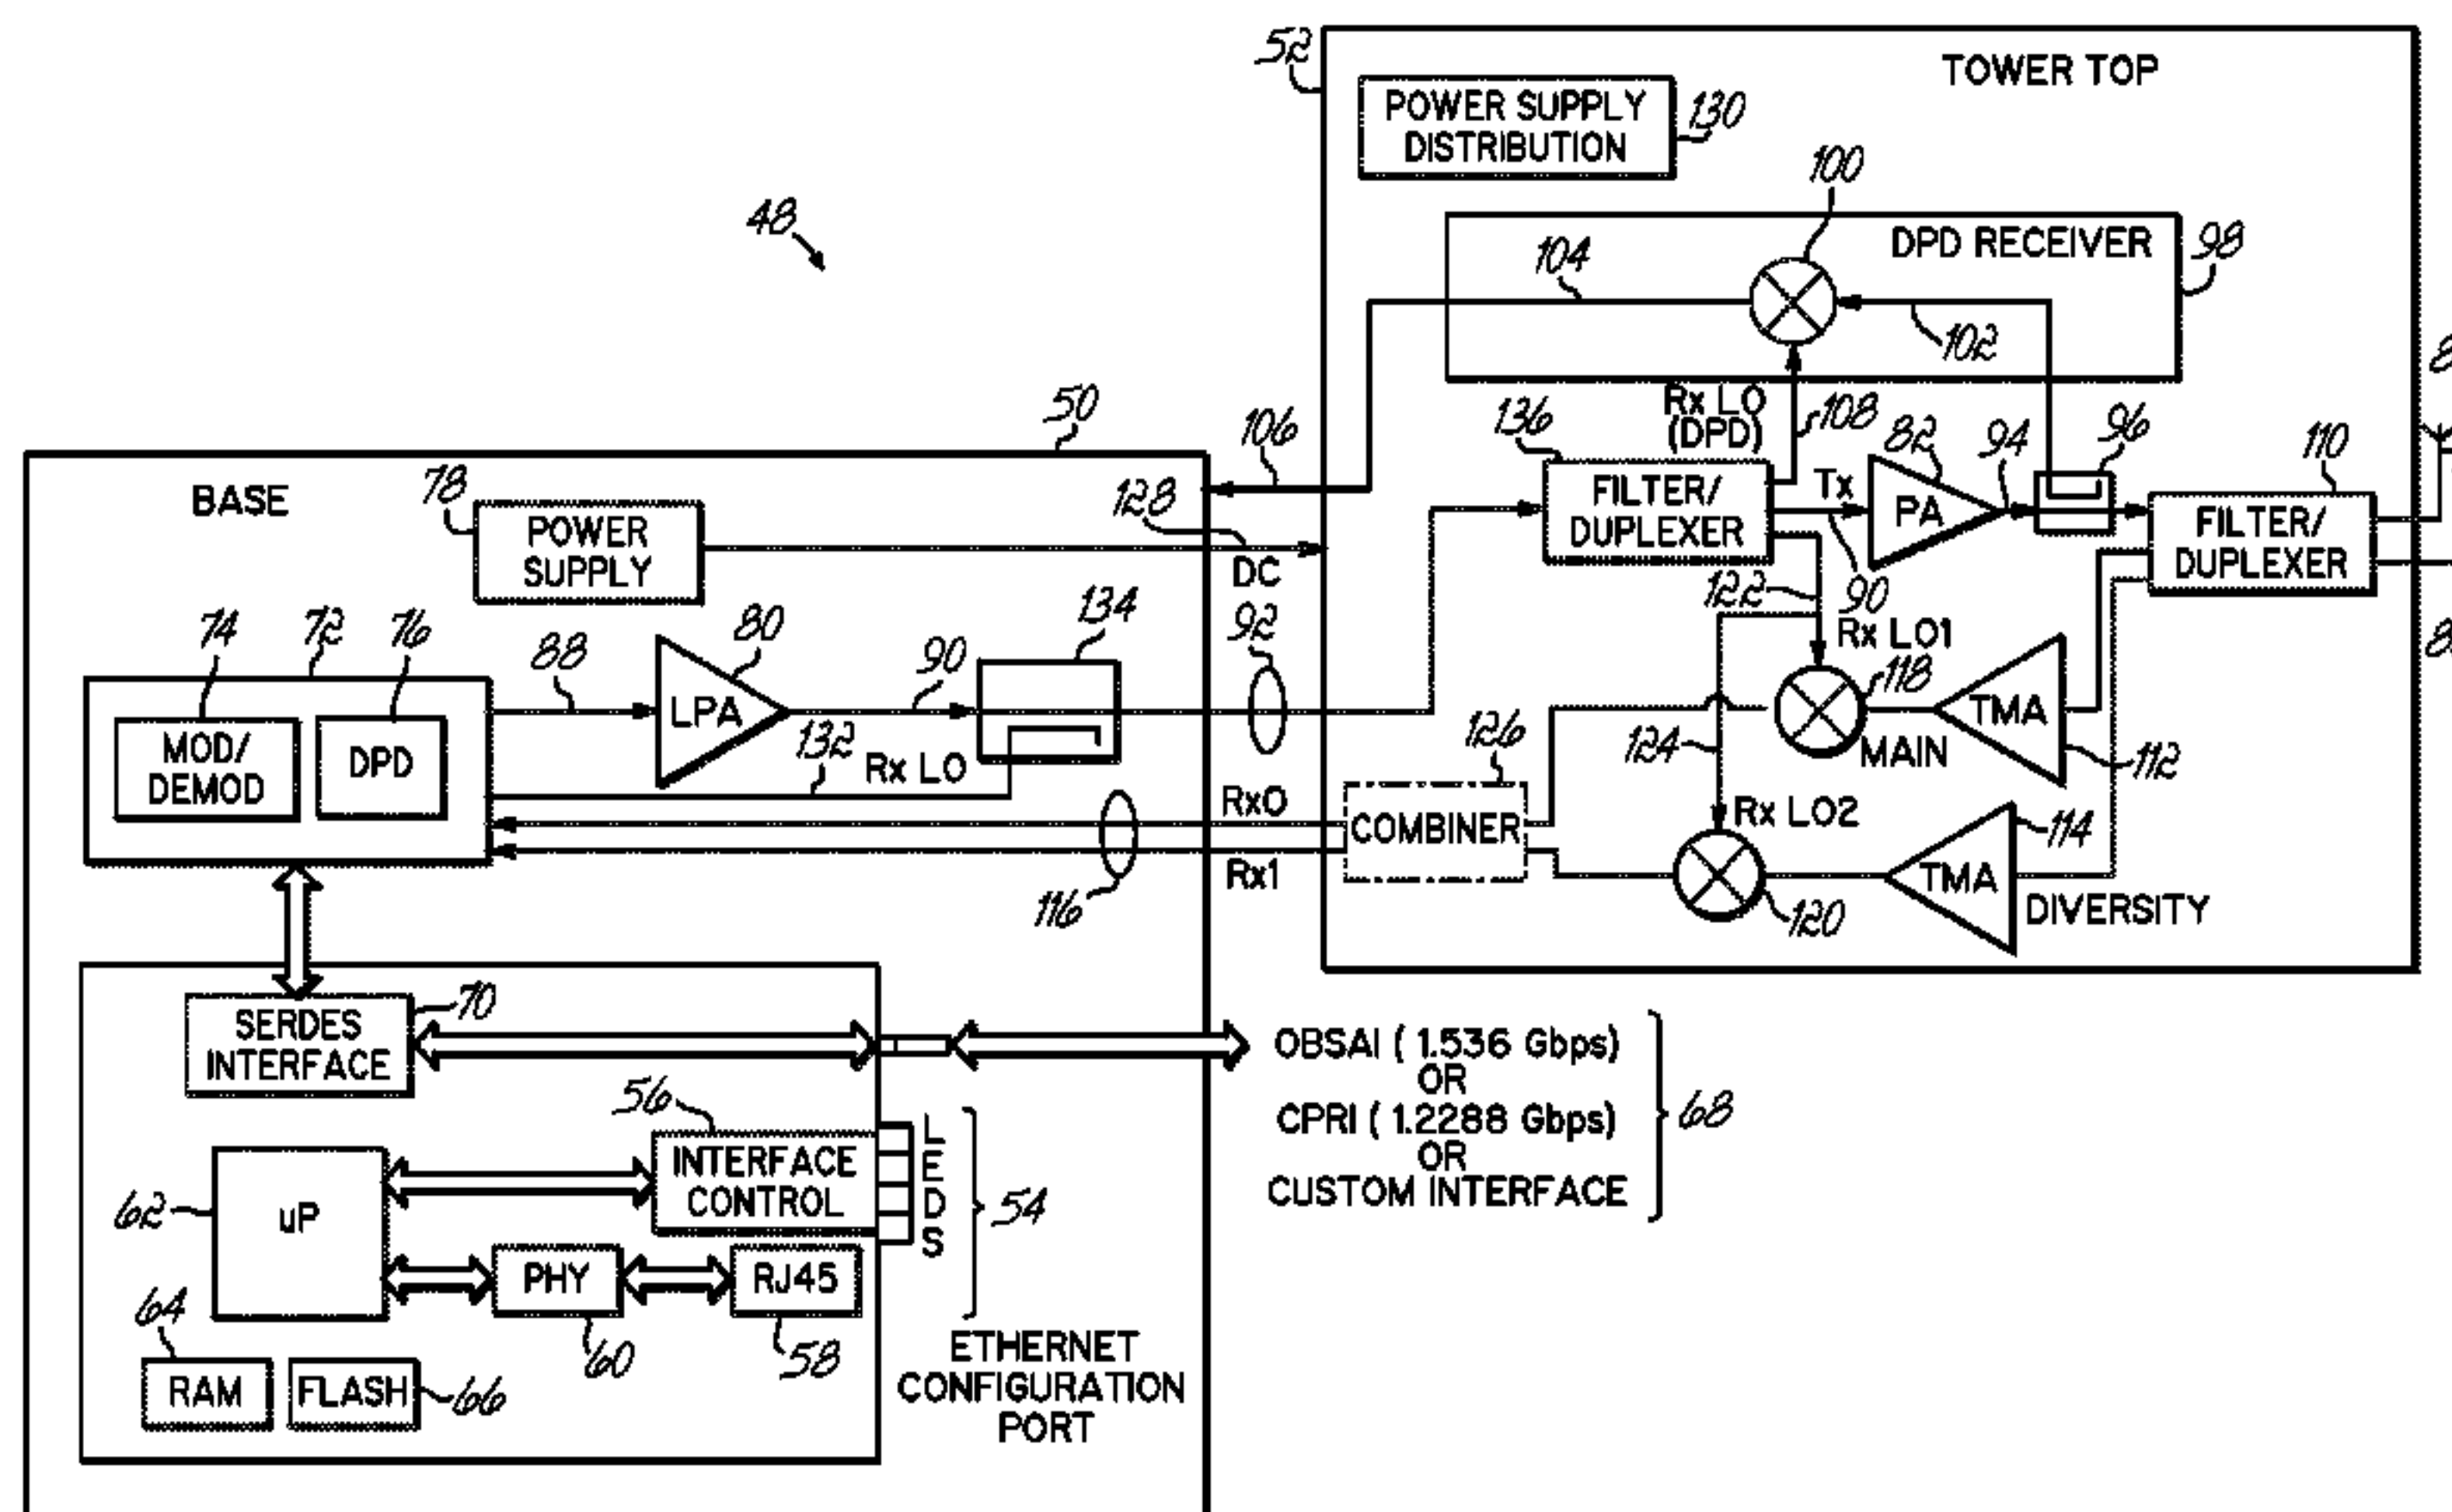 52
TOWER TOP
POWER SUPPLY
DISTRIBUTION
130
100
48
104
DPD RECEIVER
98
102
50
106
136
Rx LO
(DPD)
108
82
94
96
110
BASE
78
POWER
SUPPLY
128
DC
FILTER/
DUPLEXER
Tx
PA
FILTER/
DUPLEXER
122
90
74
72
76
88
80
90
134
92
Rx LO1
118
MOD/
DEMOD
DPD
LPA
132
Rx LO
126
124
MAIN
TMA
112
Rx0
COMBINER
Rx LO2
114
116
Rx1
120
TMA
DIVERSITY
SERDES
INTERFACE
70
OBSAI ( 1.536 Gbps)
OR
CPRI ( 1.2288 Gbps)
OR
CUSTOM INTERFACE
68
56
INTERFACE
CONTROL
LEDS
54
62
uP
PHY
RJ45
64
60
58
RAM
FLASH
66
ETHERNET
CONFIGURATION
PORT